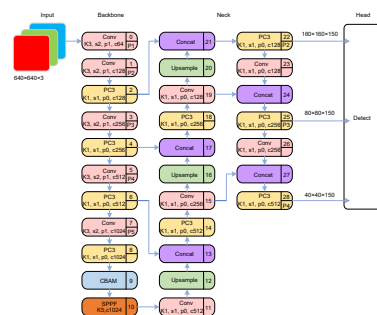 Input
Backbone
Neck
Head
640×640×3
Conv
K3, s2, p1, c64
0
P1
Conv
K3, s2, p1, c128
1
P2
PC3
K1, s1, p0, c128
2
Conv
K3, s2, p1, c256
3
P3
PC3
K1, s1, p0, c256
4
Conv
K3, s2, p1, c512
5
P4
PC3
K1, s1, p0, c512
6
Conv
K3, s2, p1, c1024
7
P5
PC3
K1, s1, p0, c1024
8
CBAM
9
SPPF
K5,c1024
10
Concat
21
Upsample
20
Conv
K1, s1, p0, c128
19
PC3
K1, s1, p0, c256
18
Concat
17
Upsample
16
Conv
K1, s1, p0, c256
15
PC3
K1, s1, p0, c512
14
Concat
13
Upsample
12
Conv
K1, s1, p0, c512
11
PC3
K1, s1, p0, c128
22
P2
Conv
K3, s2, p1, c128
23
Concat
24
PC3
K1, s1, p0, c256
25
P3
Conv
K3, s2, p1, c256
26
Concat
27
PC3
K1, s1, p0, c512
28
P4
160×160×150
80×80×150
40×40×150
Detect